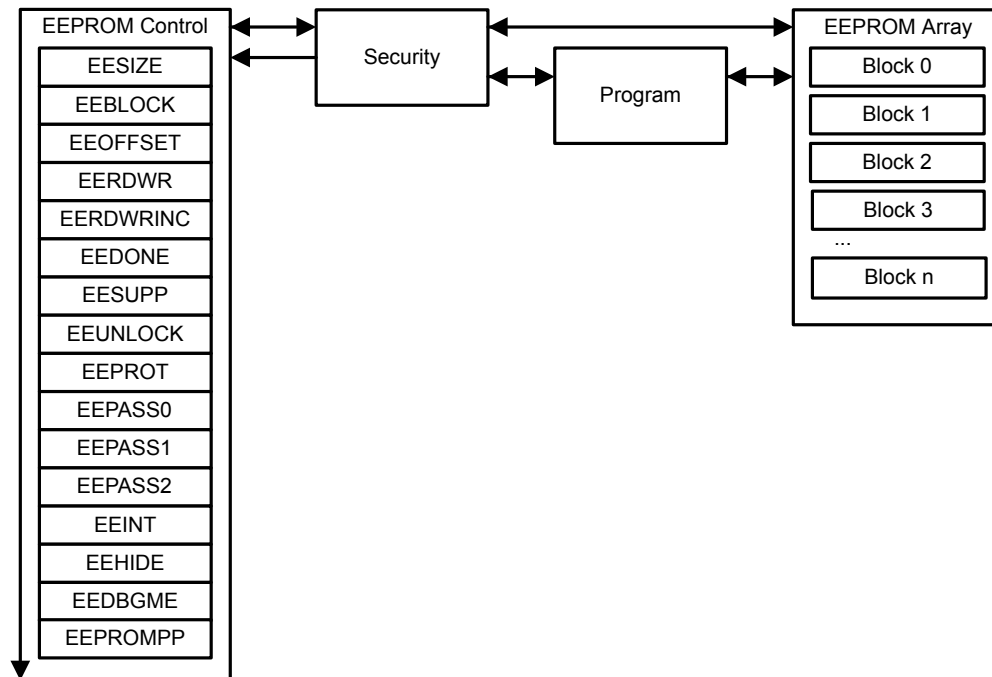 EEPROM Control
EESIZE
EEBLOCK
EEOFFSET
EERDWR
EERDWRINC
EEDONE
EESUPP
EEUNLOCK
EEPROT
EEPASS0
EEPASS1
EEPASS2
EEINT
EEHIDE
EEDBGME
EEPROMPP
Security
Program
EEPROM Array
Block 0
Block 1
Block 2
Block 3
...
Block n